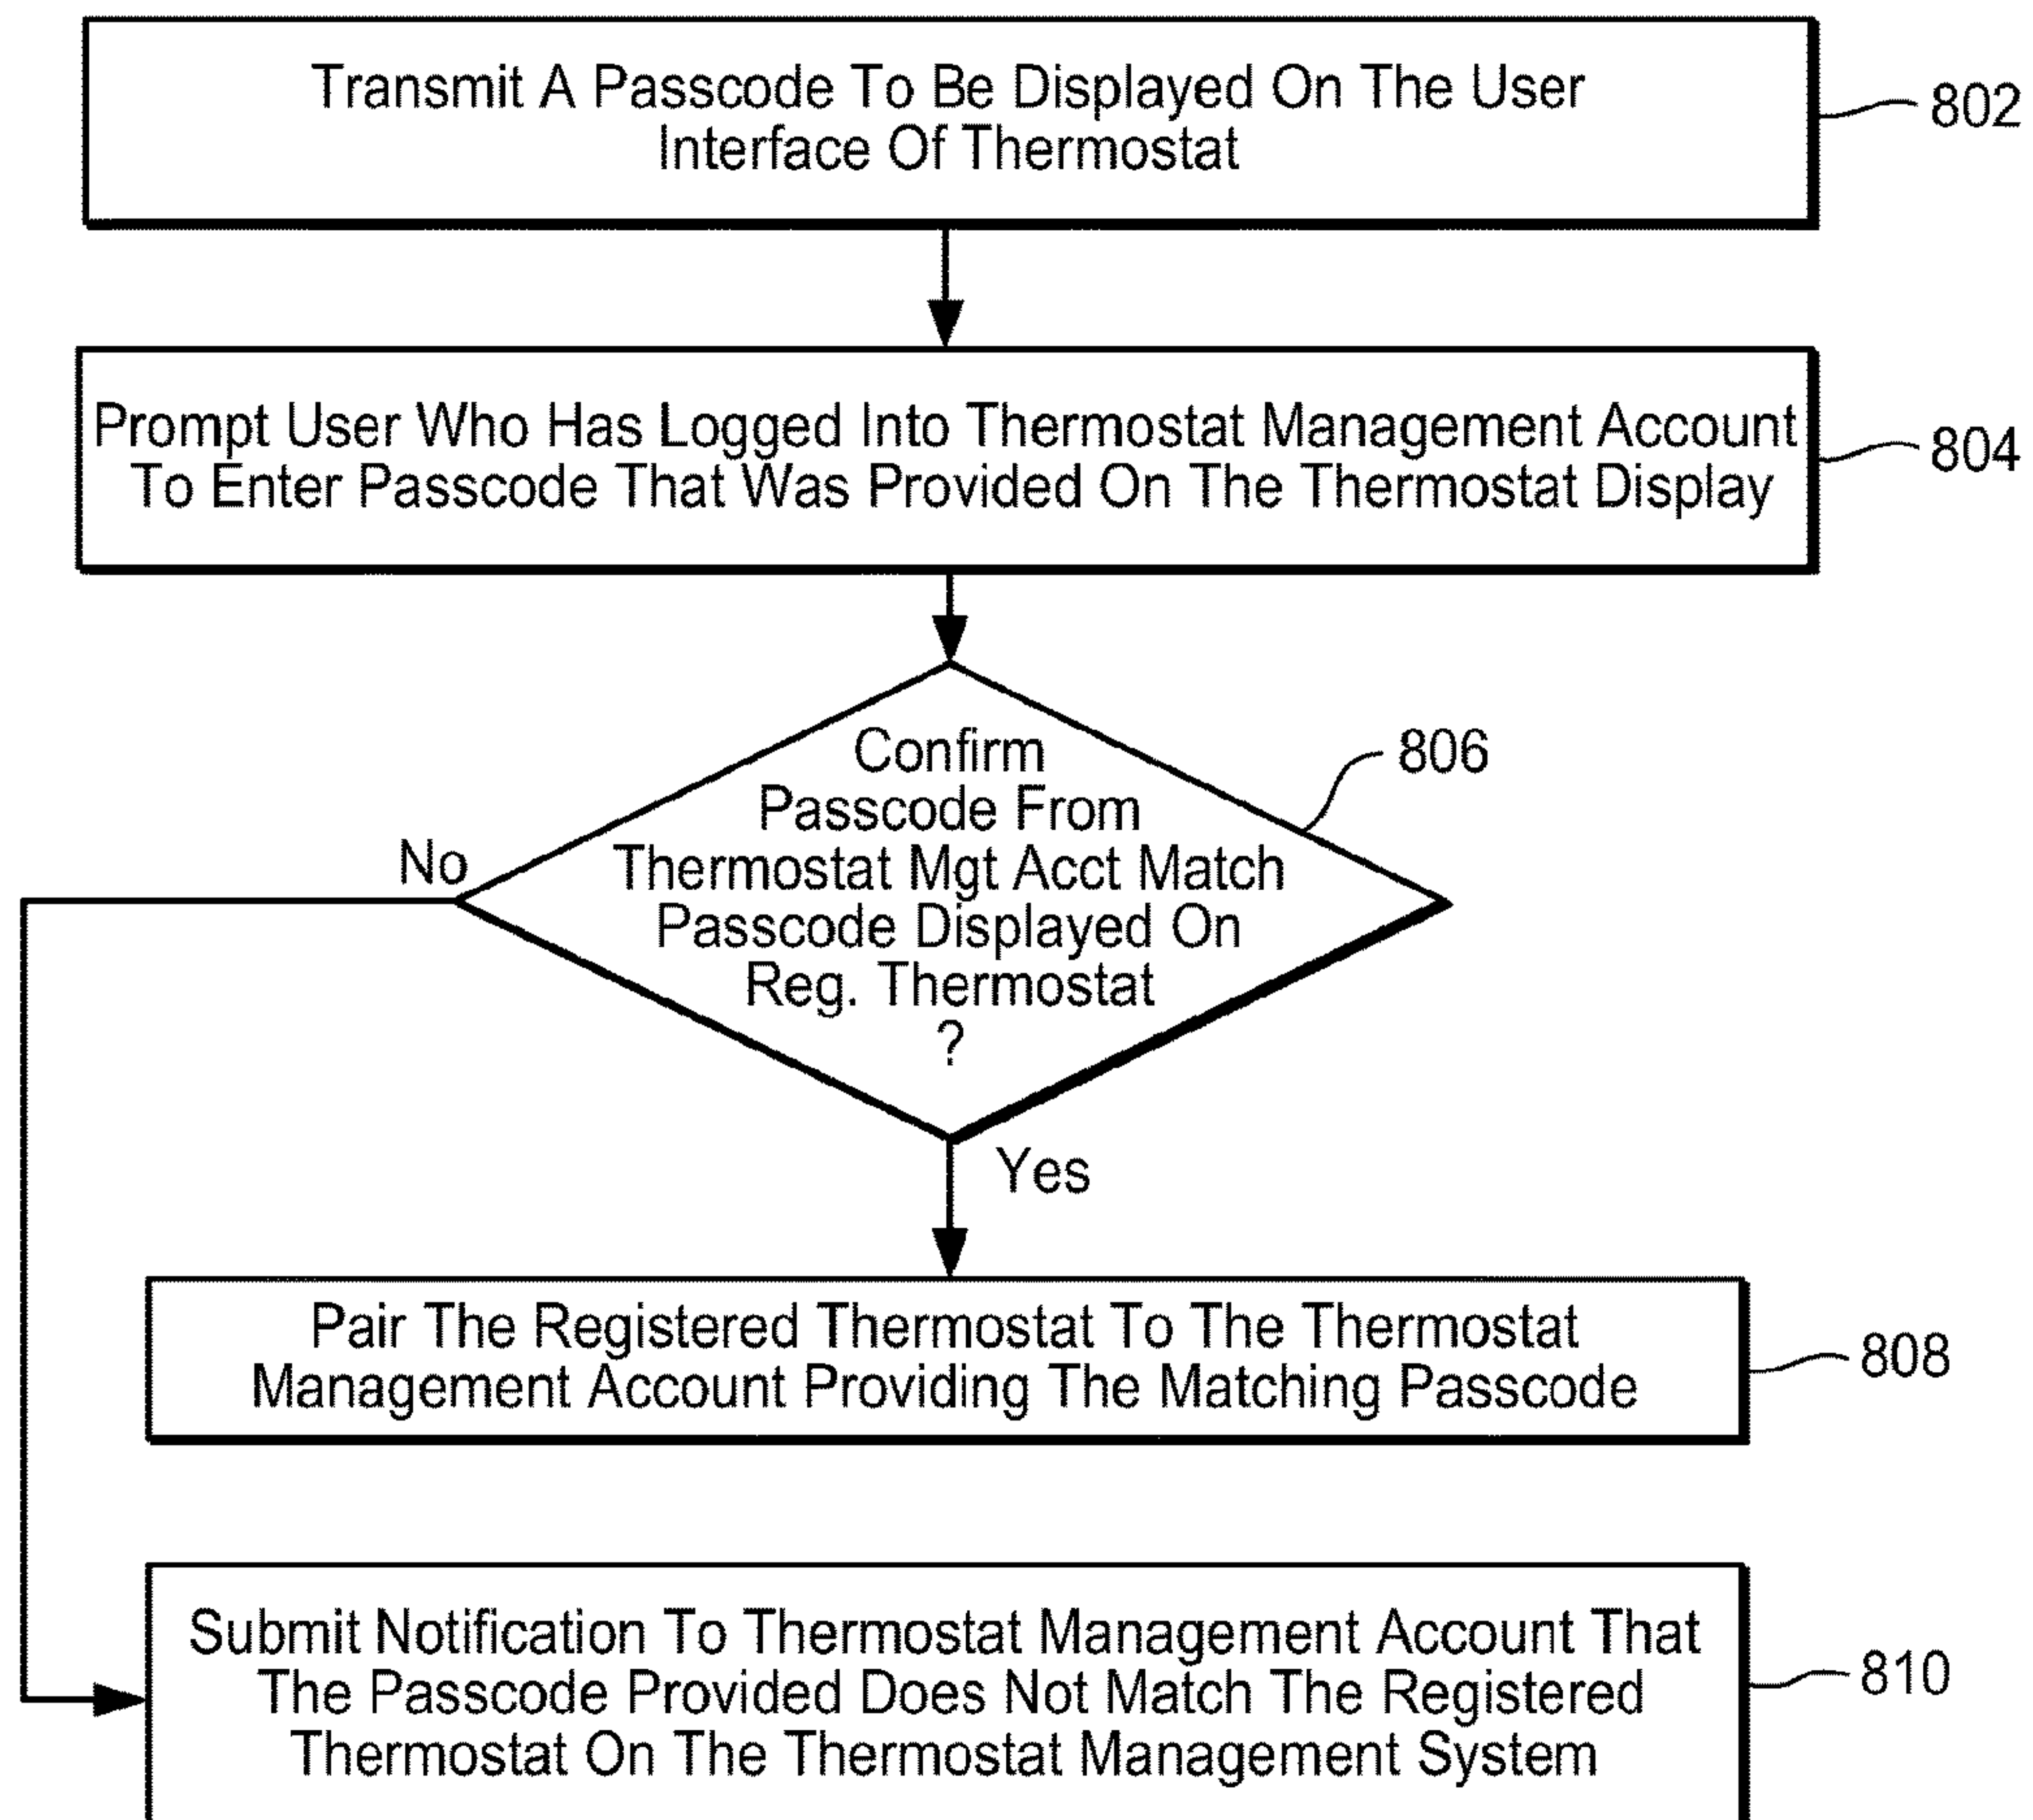 Transmit A Passcode To Be Displayed On The User
Interface Of Thermostat
802
Prompt User Who Has Logged Into Thermostat Management Account
To Enter Passcode That Was Provided On The Thermostat Display
804
Confirm
Passcode From
Thermostat Mgt Acct Match
Passcode Displayed On
Reg. Thermostat
?
806
No
Yes
Pair The Registered Thermostat To The Thermostat
Management Account Providing The Matching Passcode
808
Submit Notification To Thermostat Management Account That
The Passcode Provided Does Not Match The Registered
Thermostat On The Thermostat Management System
810